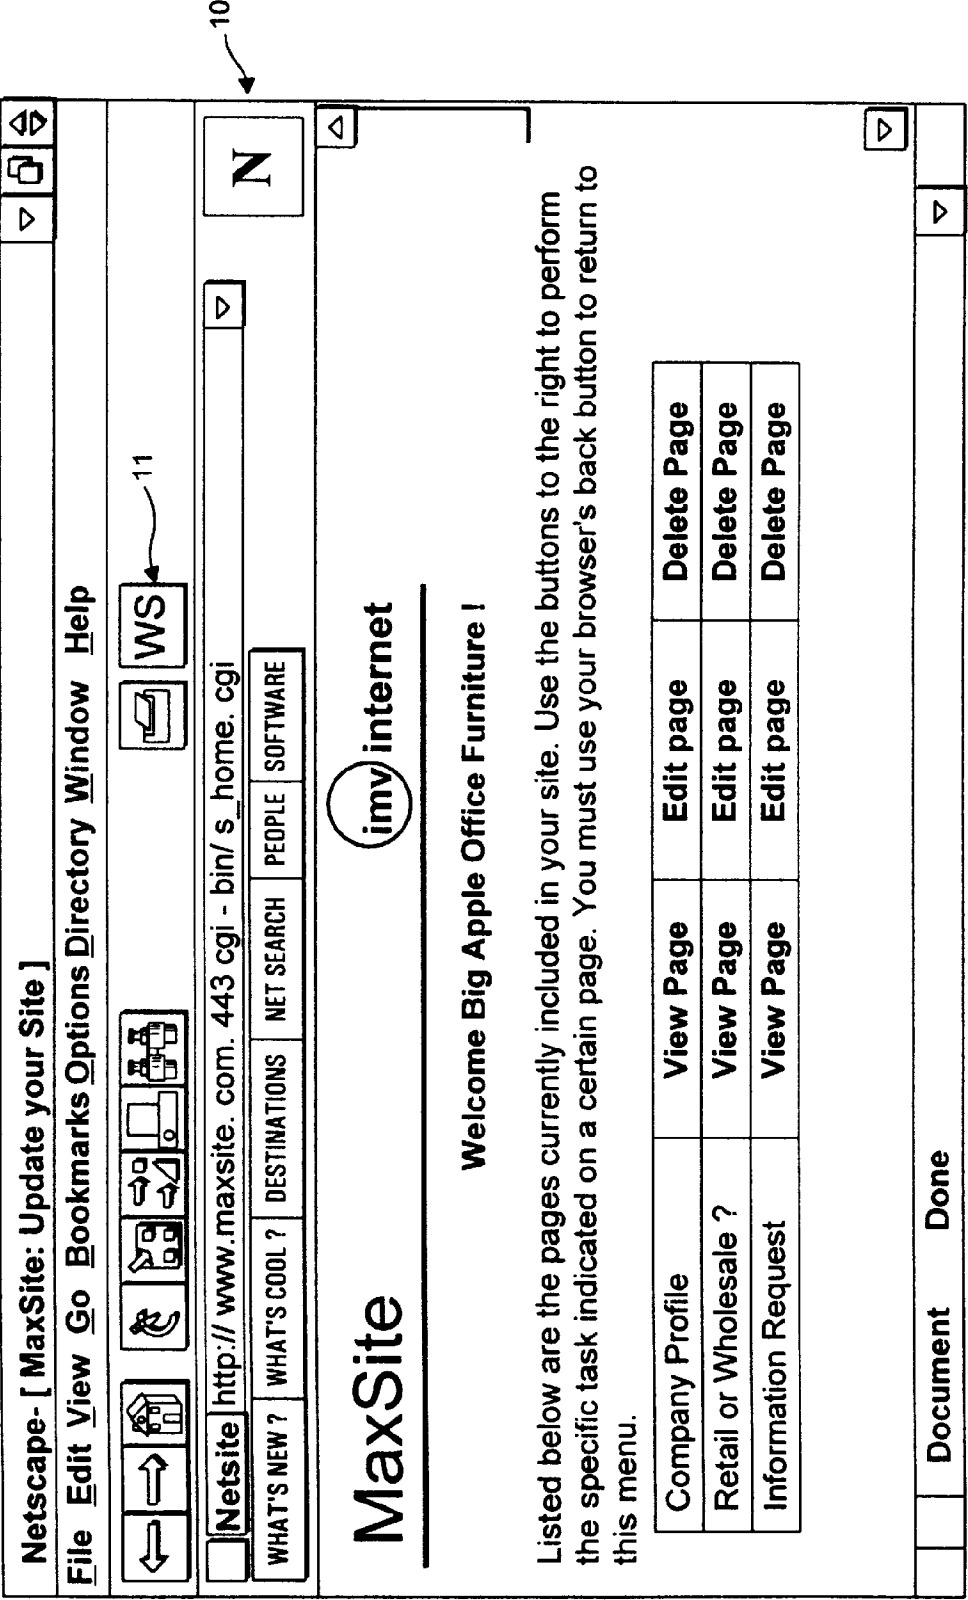 10
Netscape- [ MaxSite: Update your Site ]
File Edit View Go Bookmarks Options Directory Window Help
WS
11
Netsite http:// www.maxsite. com. 443 cgi - bin/ s_home. cgi
N
WHAT'S NEW ? WHAT'S COOL ? DESTINATIONS NET SEARCH PEOPLE SOFTWARE
MaxSite imv internet
Welcome Big Apple Office Furniture !
Listed below are the pages currently included in your site. Use the buttons to the right to perform
the specific task indicated on a certain page. You must use your browser's back button to return to
this menu.
Company Profile View Page Edit page Delete Page
Retail or Wholesale ? View Page Edit page Delete Page
Information Request View Page Edit page Delete Page
Document Done